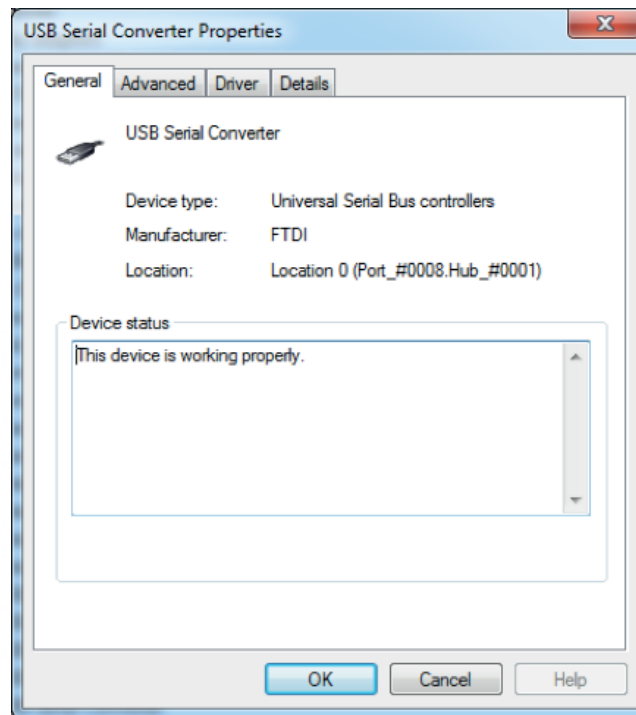 USB Serial Converter Properties
General Advanced Driver Details
USB Serial Converter
Device type: Universal Serial Bus controllers
Manufacturer: FTDI
Location: Location 0 (Port_#0008.Hub_#0001)
Device status
This device is working properly.
OK Cancel Help